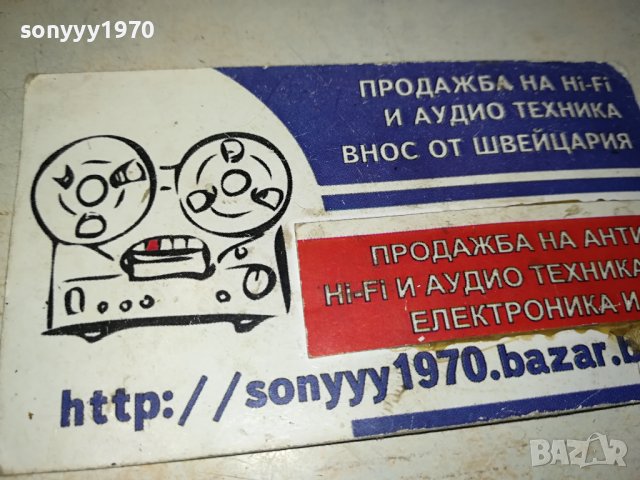 sonyyy1970
ПРОДАЖБА НА Hi-Fi
И АУДИО ТЕХНИКА
ВНОС ОТ ШВЕЙЦАРИЯ
ПРОДАЖБА НА АНТИ
Hi-Fi И АУДИО ТЕХНИКА
ЕЛЕКТРОНИКА И
http://sonyyy1970.bazar.b
BAZAR